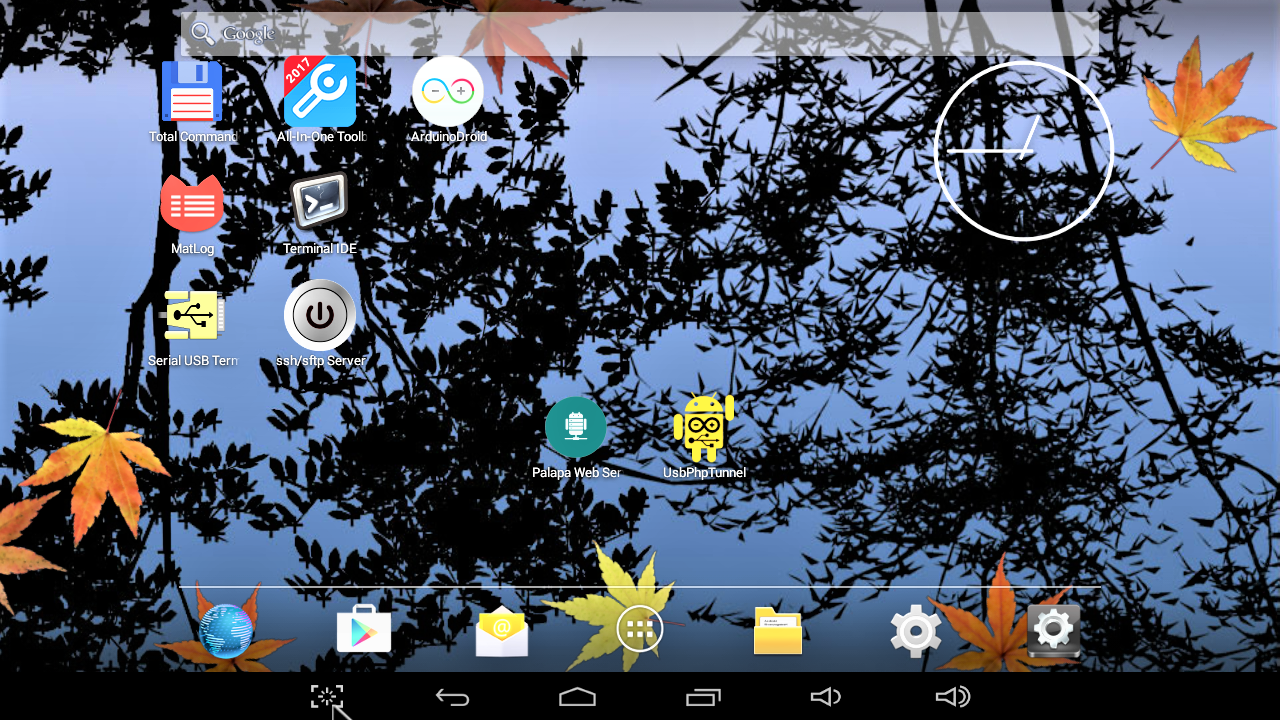 Google
2017
Total Command
All-In-One Toolb
ArduinoDroid
MatLog
Terminal IDE
Serial USB Term
ssh/sftp Server
Palapa Web Ser
UsbPhpTunnel
@